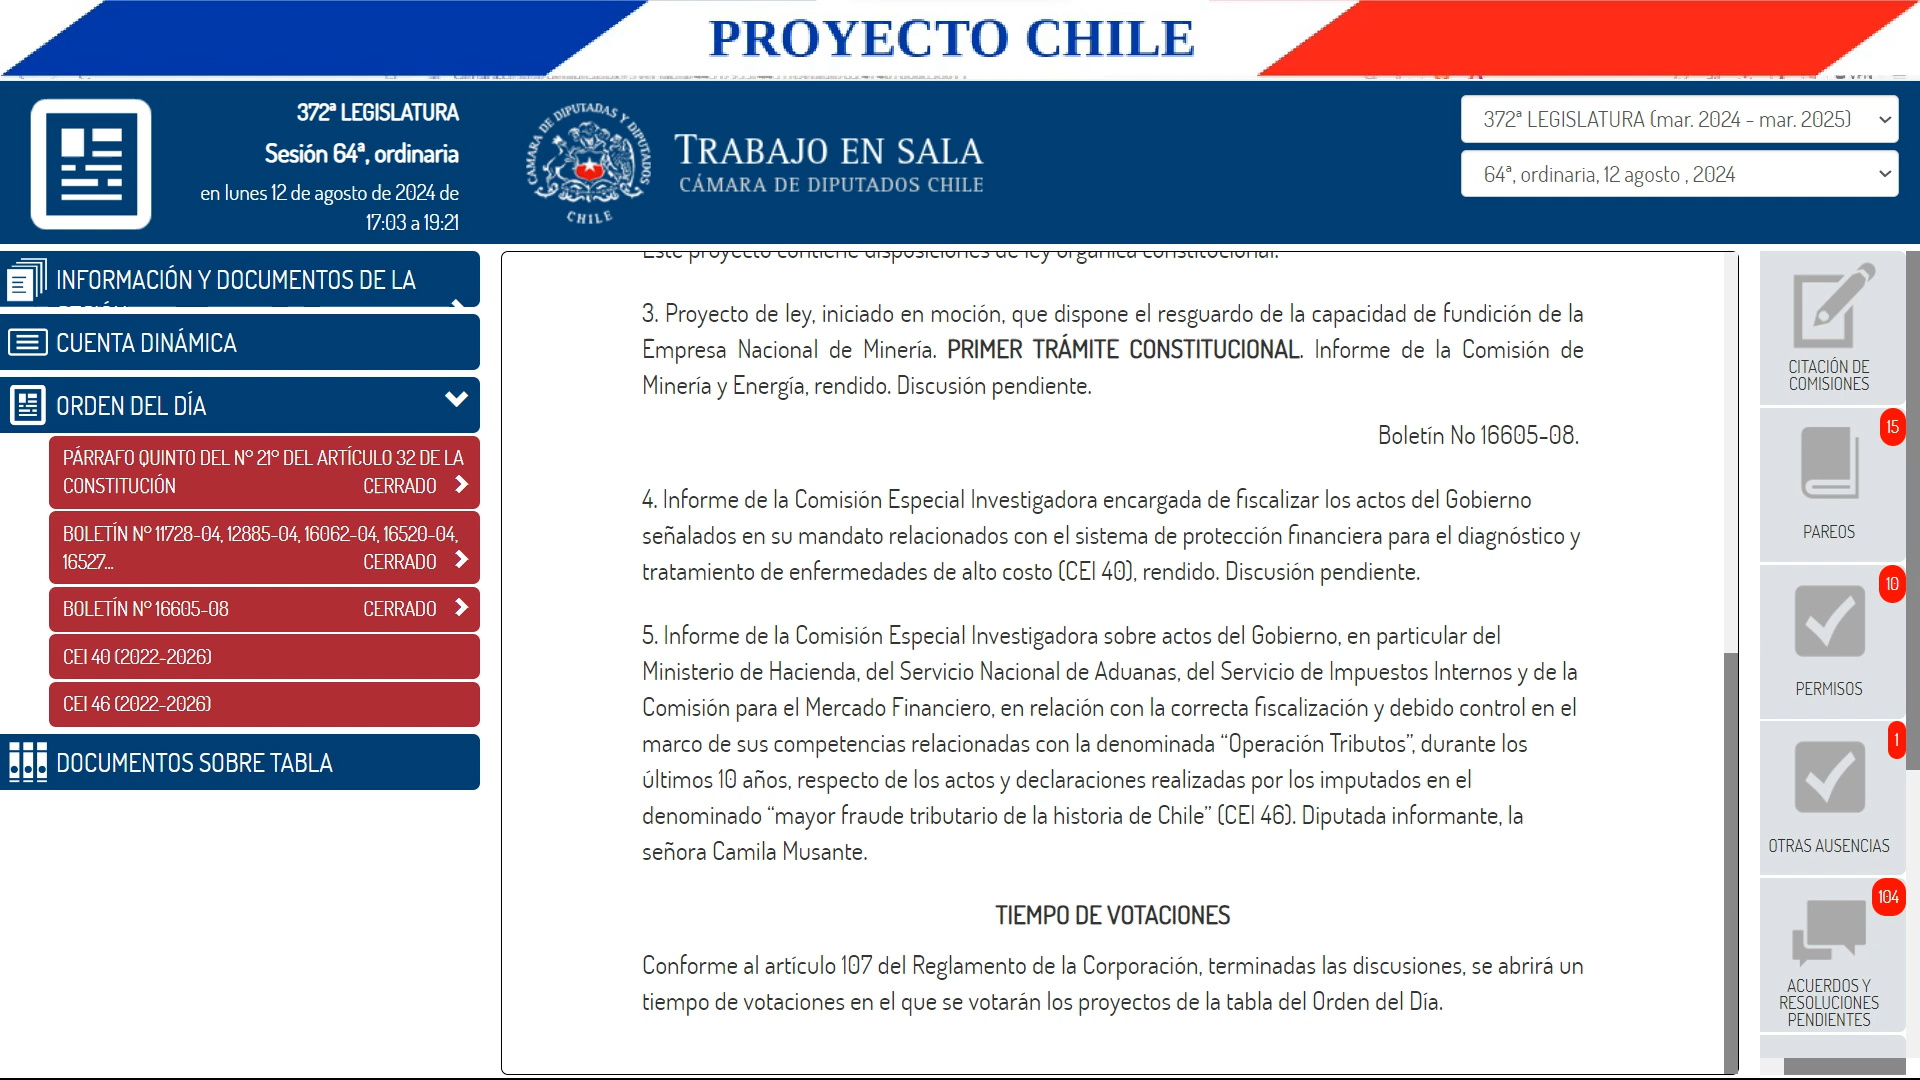 PROYECTO CHILE
372ª LEGISLATURA
Sesión 64ª, ordinaria
en lunes 12 de agosto de 2024 de
17:03 a 19:21
CÁMARA DE DIPUTADAS Y DIPUTADOS
CHILE
TRABAJO EN SALA
CÁMARA DE DIPUTADOS CHILE
372ª LEGISLATURA (mar. 2024 - mar. 2025)
64ª, ordinaria, 12 agosto , 2024
INFORMACIÓN Y DOCUMENTOS DE LA
CUENTA DINÁMICA
ORDEN DEL DÍA
PÁRRAFO QUINTO DEL Nº 21º DEL ARTÍCULO 32 DE LA
CONSTITUCIÓN CERRADO
BOLETÍN Nº 11728-04, 12885-04, 16062-04, 16520-04,
16527... CERRADO
BOLETÍN Nº 16605-08 CERRADO
CEI 40 (2022-2026)
CEI 46 (2022-2026)
DOCUMENTOS SOBRE TABLA
Este proyecto contiene disposiciones de ley orgánica constitucional.
3. Proyecto de ley, iniciado en moción, que dispone el resguardo de la capacidad de fundición de la
Empresa Nacional de Minería. PRIMER TRÁMITE CONSTITUCIONAL. Informe de la Comisión de
Minería y Energía, rendido. Discusión pendiente.
Boletín No 16605-08.
4. Informe de la Comisión Especial Investigadora encargada de fiscalizar los actos del Gobierno
señalados en su mandato relacionados con el sistema de protección financiera para el diagnóstico y
tratamiento de enfermedades de alto costo (CEI 40), rendido. Discusión pendiente.
5. Informe de la Comisión Especial Investigadora sobre actos del Gobierno, en particular del
Ministerio de Hacienda, del Servicio Nacional de Aduanas, del Servicio de Impuestos Internos y de la
Comisión para el Mercado Financiero, en relación con la correcta fiscalización y debido control en el
marco de sus competencias relacionadas con la denominada “Operación Tributos”, durante los
últimos 10 años, respecto de los actos y declaraciones realizadas por los imputados en el
denominado “mayor fraude tributario de la historia de Chile” (CEI 46). Diputada informante, la
señora Camila Musante.
TIEMPO DE VOTACIONES
Conforme al artículo 107 del Reglamento de la Corporación, terminadas las discusiones, se abrirá un
tiempo de votaciones en el que se votarán los proyectos de la tabla del Orden del Día.
CITACIÓN DE
COMISIONES
15
PAREOS
10
PERMISOS
1
OTRAS AUSENCIAS
104
ACUERDOS Y
RESOLUCIONES
PENDIENTES